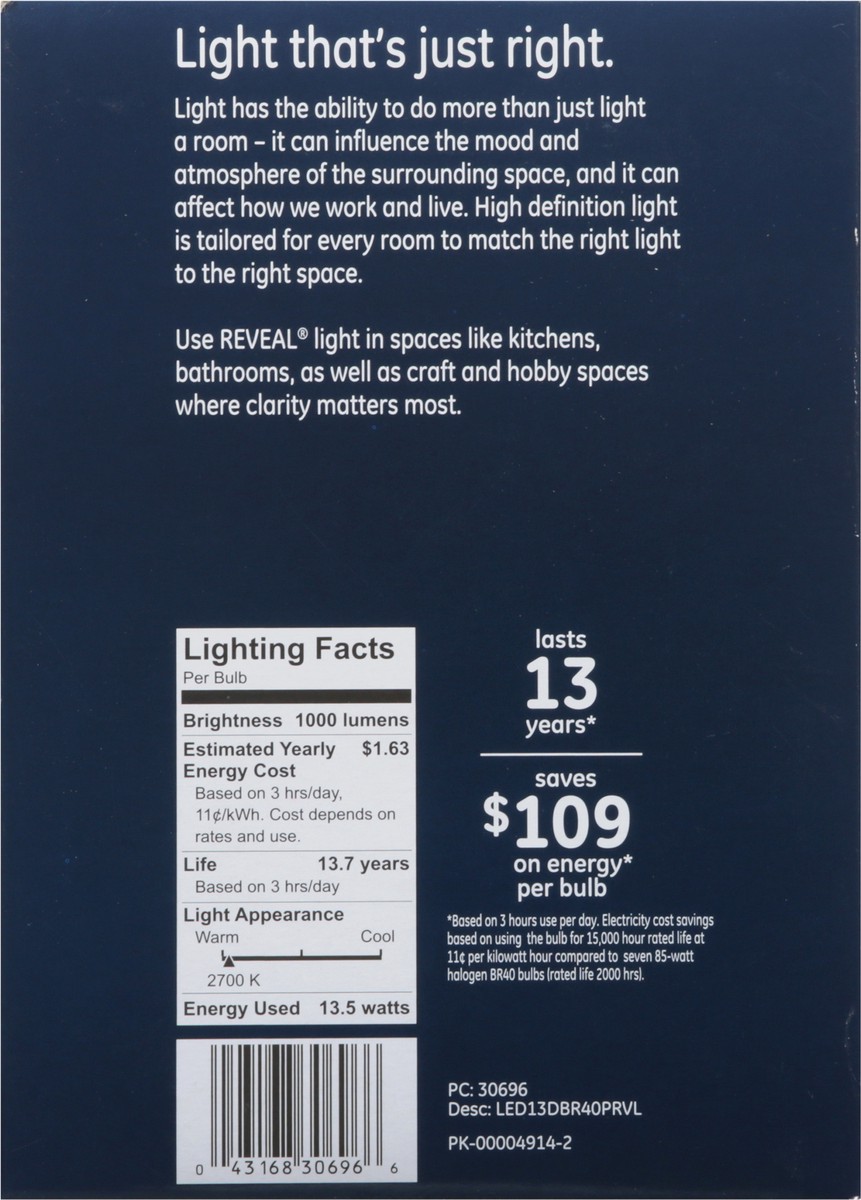 Light that's just right.
Light has the ability to do more than just light
a room – it can influence the mood and
atmosphere of the surrounding space, and it can
affect how we work and live. High definition light
is tailored for every room to match the right light
to the right space.
Use REVEAL® light in spaces like kitchens,
bathrooms, as well as craft and hobby spaces
where clarity matters most.
Lighting Facts
Per Bulb
Brightness 1000 lumens
Estimated Yearly $1.63
Energy Cost
Based on 3 hrs/day,
11¢/kWh. Cost depends on
rates and use.
Life 13.7 years
Based on 3 hrs/day
Light Appearance
Warm Cool
2700 K
Energy Used 13.5 watts
0 43168 30696 6
lasts
13
years*
saves
$109
on energy*
per bulb
*Based on 3 hours use per day. Electricity cost savings
based on using the bulb for 15,000 hour rated life at
11¢ per kilowatt hour compared to seven 85-watt
halogen BR40 bulbs (rated life 2000 hrs).
PC: 30696
Desc: LED13DBR40PRVL
PK-00004914-2